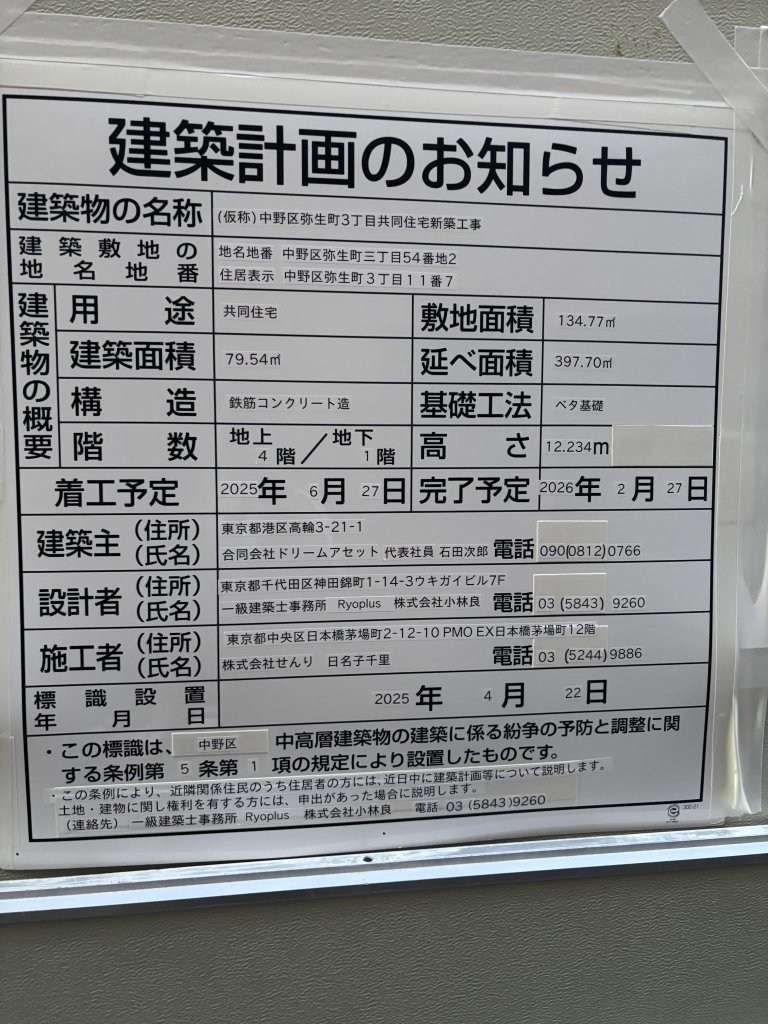 建築計画のお知らせ
建築物の名称 (仮称)中野区弥生町3丁目共同住宅新築工事
建築敷地の地名地番 地名地番 中野区弥生町三丁目54番地2
住居表示 中野区弥生町3丁目11番7
建築物の概要
用途 共同住宅 敷地面積 134.77㎡
建築面積 79.54㎡ 延べ面積 397.70㎡
構造 鉄筋コンクリート造 基礎工法 ベタ基礎
階数 地上4階/地下1階 高さ 12.234m
着工予定 2025年 6月 27日 完了予定 2026年 2月 27日
建築主 (住所) 東京都港区高輪3-21-1
(氏名) 合同会社ドリームアセット 代表社員 石田次郎 電話 090(0812)0766
設計者 (住所) 東京都千代田区神田錦町1-14-3ウキガイビル7F
(氏名) 一級建築士事務所 Ryoplus 株式会社小林良 電話 03 (5843) 9260
施工者 (住所) 東京都中央区日本橋茅場町2-12-10 PMO EX日本橋茅場町12階
(氏名) 株式会社せんり 日名子千里 電話 03 (5244)9886
標識設置年月日 2025年 4月 22日
・この標識は、中野区 中高層建築物の建築に係る紛争の予防と調整に関
する条例第 5 条第 1 項の規定により設置したものです。
・この条例により、近隣関係住民のうち住居者の方には、近日中に建築計画等について説明します。
土地・建物に関し権利を有する方には、申出があった場合に説明します。
(連絡先) 一級建築士事務所 Ryoplus 株式会社小林良 電話 03 (5843)9260
302-21